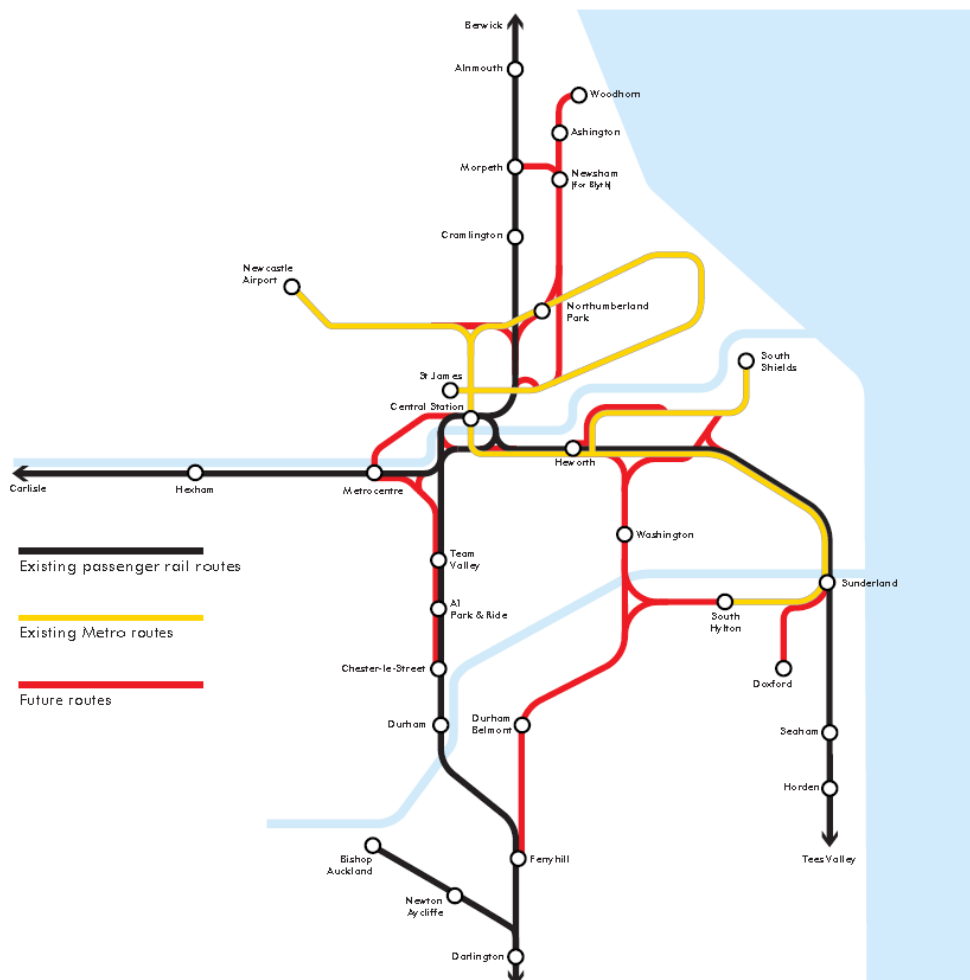 Berwick
Alnmouth
Woodhorn
Ashington
Morpeth
Newsham
(for Blyth)
Cramlington
Newcastle
Airport
Northumberland
Park
St James
South
Shields
Central Station
Heworth
Carlisle
Hexham
Metrocentre
Washington
Existing passenger rail routes
Team
Valley
Sunderland
A1
Park & Ride
South
Hylton
Existing Metro routes
Chester-le-Street
Doxford
Future routes
Durham
Durham
Belmont
Seaham
Horden
Bishop
Auckland
Ferryhill
Tees Valley
Newton
Aycliffe
Darlington